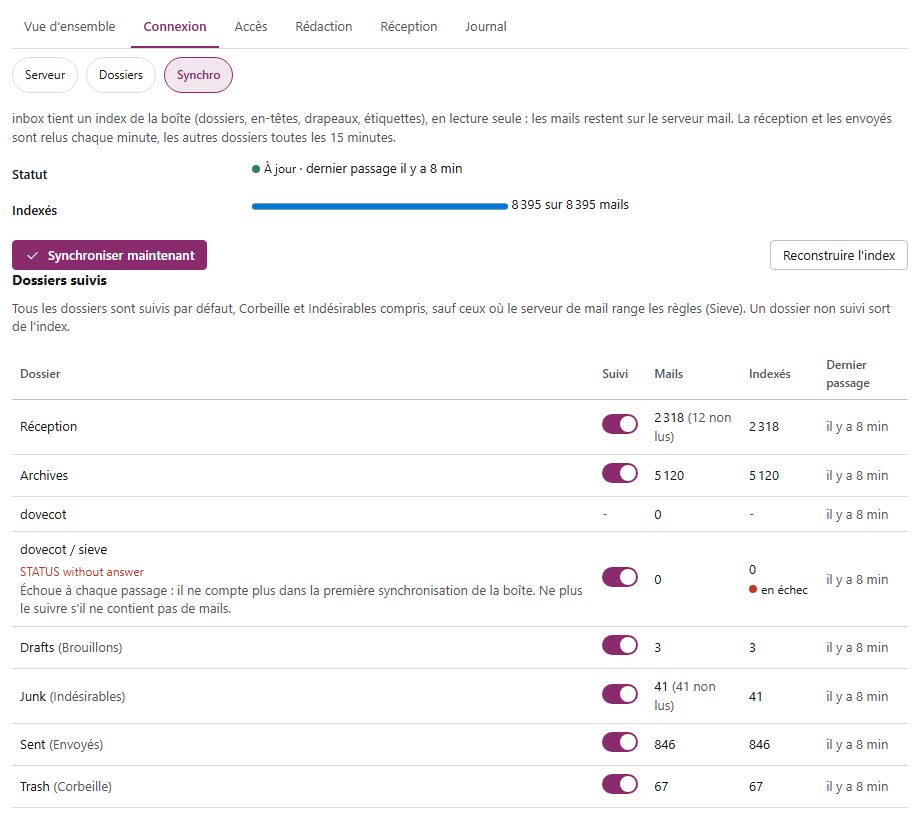 Vue d'ensemble Connexion Accès Rédaction Réception Journal
Serveur Dossiers Synchro
inbox tient un index de la boîte (dossiers, en-têtes, drapeaux, étiquettes), en lecture seule : les mails restent sur le serveur mail. La réception et les envoyés
sont relus chaque minute, les autres dossiers toutes les 15 minutes.
Statut À jour · dernier passage il y a 8 min
Indexés 8 395 sur 8 395 mails
Synchroniser maintenant Reconstruire l'index
Dossiers suivis
Tous les dossiers sont suivis par défaut, Corbeille et Indésirables compris, sauf ceux où le serveur de mail range les règles (Sieve). Un dossier non suivi sort
de l'index.
Dossier Suivi Mails Indexés Dernier passage
Réception 2 318 (12 non lus) 2 318 il y a 8 min
Archives 5 120 5 120 il y a 8 min
dovecot - 0 - il y a 8 min
dovecot / sieve
STATUS without answer
Échoue à chaque passage : il ne compte plus dans la première synchronisation de la boîte. Ne plus
le suivre s'il ne contient pas de mails.
0 0 en échec il y a 8 min
Drafts (Brouillons) 3 3 il y a 8 min
Junk (Indésirables) 41 (41 non lus) 41 il y a 8 min
Sent (Envoyés) 846 846 il y a 8 min
Trash (Corbeille) 67 67 il y a 8 min